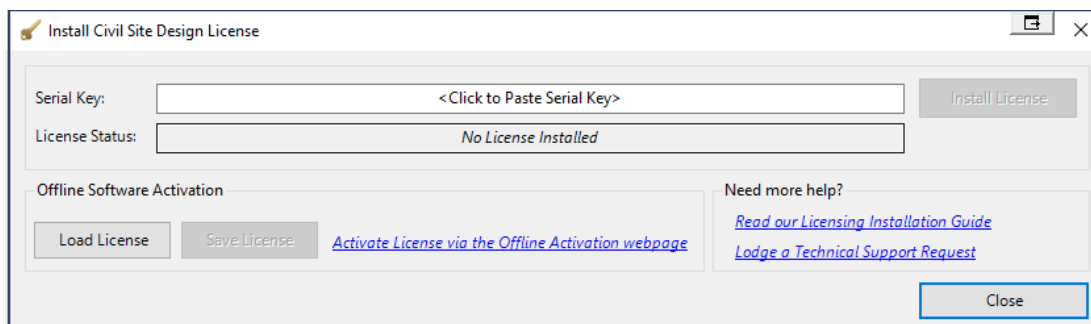 Install Civil Site Design License
Serial Key:
<Click to Paste Serial Key>
Install License
License Status:
No License Installed
Offline Software Activation
Load License
Save License
Activate License via the Offline Activation webpage
Need more help?
Read our Licensing Installation Guide
Lodge a Technical Support Request
Close